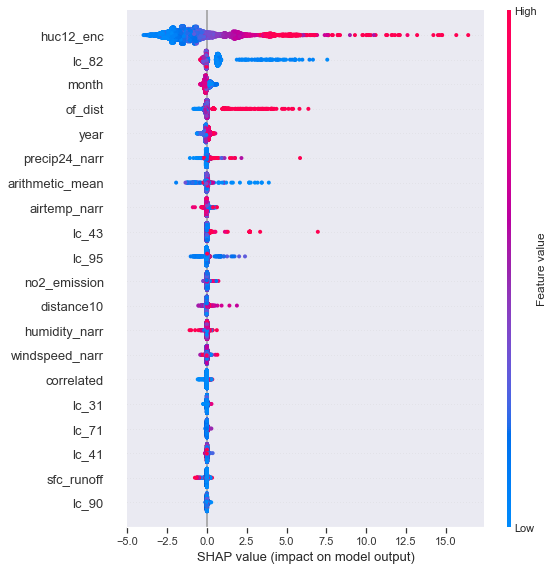 High
huc12_enc
lc_82
month
of_dist
year
precip24_narr
arithmetic_mean
airtemp_narr
lc_43
lc_95
no2_emission
distance10
humidity_narr
windspeed_narr
correlated
lc_31
lc_71
lc_41
sfc_runoff
lc_90
Feature value
Low
−5.0 −2.5 0.0 2.5 5.0 7.5 10.0 12.5 15.0
SHAP value (impact on model output)